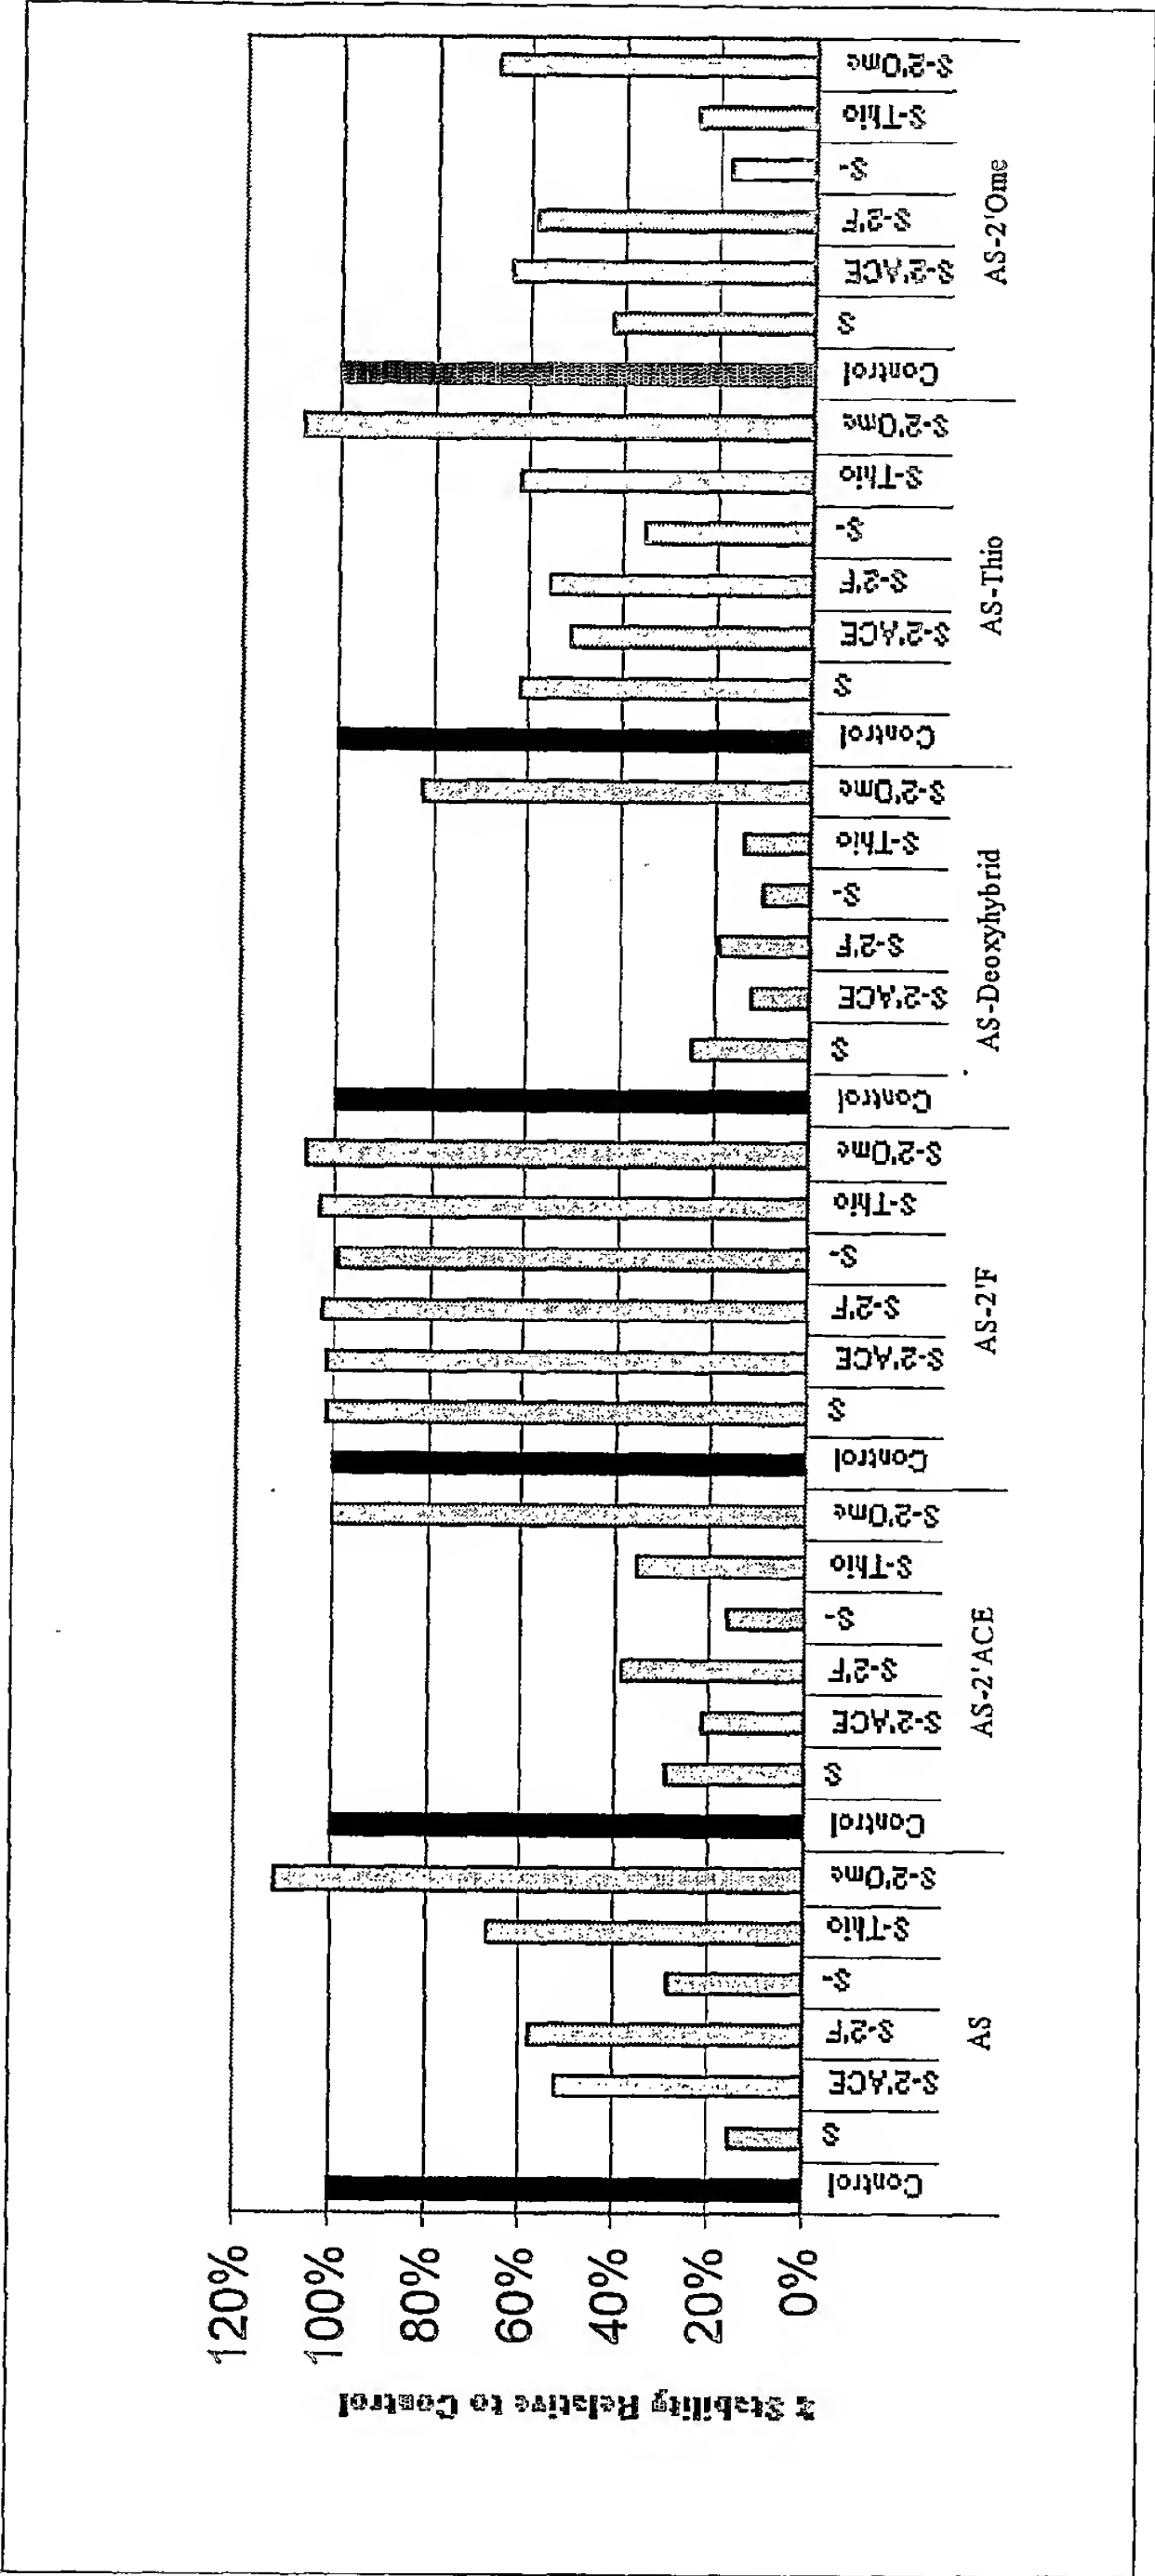 % Stability Relative to Control
120%
100%
80%
60%
40%
20%
0%
Control
S
S-2'ACE
S-2'F
S-
S-Thio
S-2'Ome
AS
Control
S
S-2'ACE
S-2'F
S-
S-Thio
S-2'Ome
AS-2'ACE
Control
S
S-2'ACE
S-2'F
S-
S-Thio
S-2'Ome
AS-2'F
Control
S
S-2'ACE
S-2'F
S-
S-Thio
S-2'Ome
AS-Deoxyhybrid
Control
S
S-2'ACE
S-2'F
S-
S-Thio
S-2'Ome
AS-Thio
Control
S
S-2'ACE
S-2'F
S-
S-Thio
S-2'Ome
AS-2'Ome